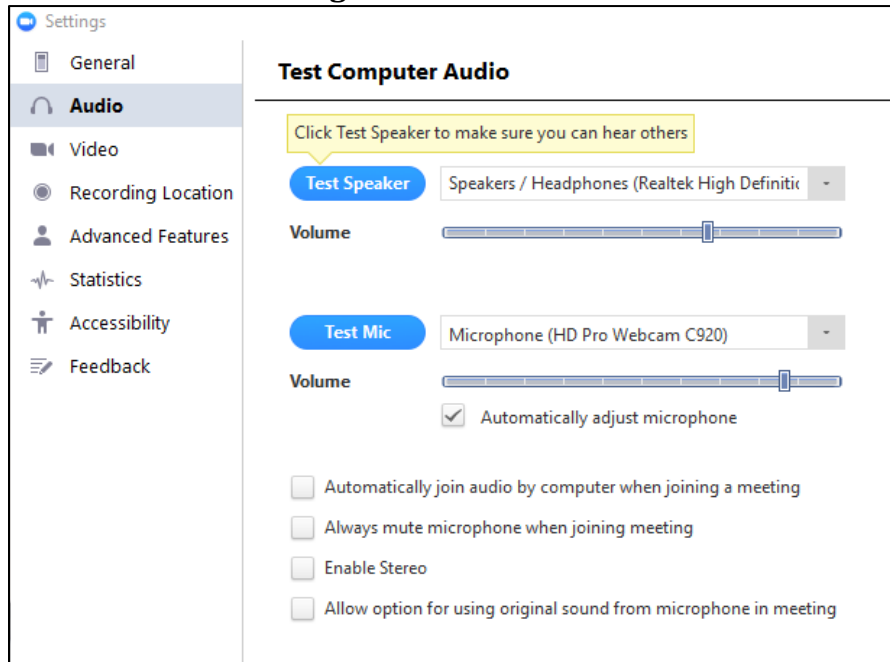 Settings
General
Audio
Video
Recording Location
Advanced Features
Statistics
Accessibility
Feedback
Test Computer Audio
Click Test Speaker to make sure you can hear others
Test Speaker
Speakers / Headphones (Realtek High Definitic
Volume
Test Mic
Microphone (HD Pro Webcam C920)
Volume
Automatically adjust microphone
Automatically join audio by computer when joining a meeting
Always mute microphone when joining meeting
Enable Stereo
Allow option for using original sound from microphone in meeting